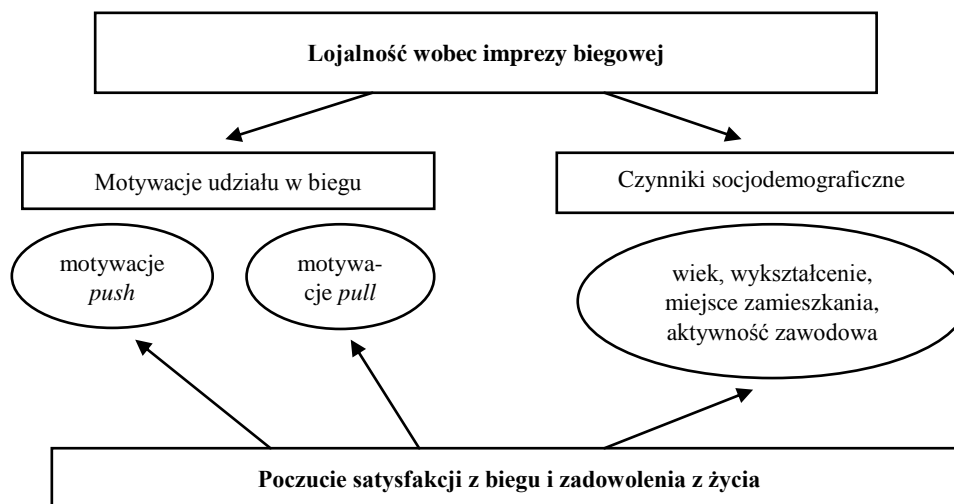 Lojalność wobec imprezy biegowej
Motywacje udziału w biegu
Czynniki socjodemograficzne
motywacje
push
motywa-
cje pull
wiek, wykształcenie,
miejsce zamieszkania,
aktywność zawodowa
Poczucie satysfakcji z biegu i zadowolenia z życia